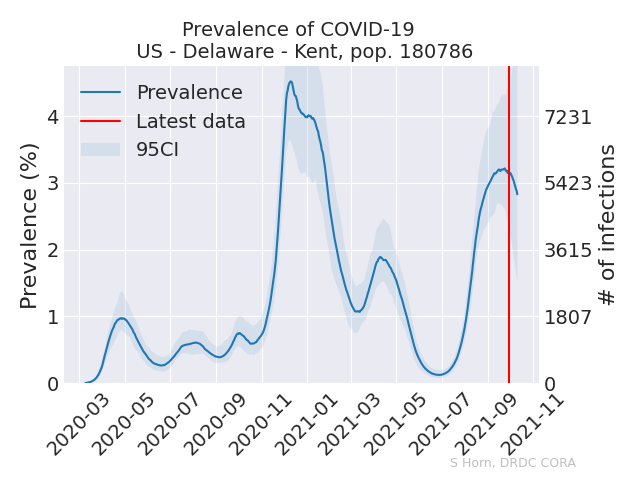 Prevalence of COVID-19
US - Delaware - Kent, pop. 180786
Prevalence
Latest data
95CI
Prevalence (%)
4
3
2
1
0
# of infections
7231
5423
3615
1807
0
2020-03
2020-05
2020-07
2020-09
2020-11
2021-01
2021-03
2021-05
2021-07
2021-09
2021-11
S Horn, DRDC CORA